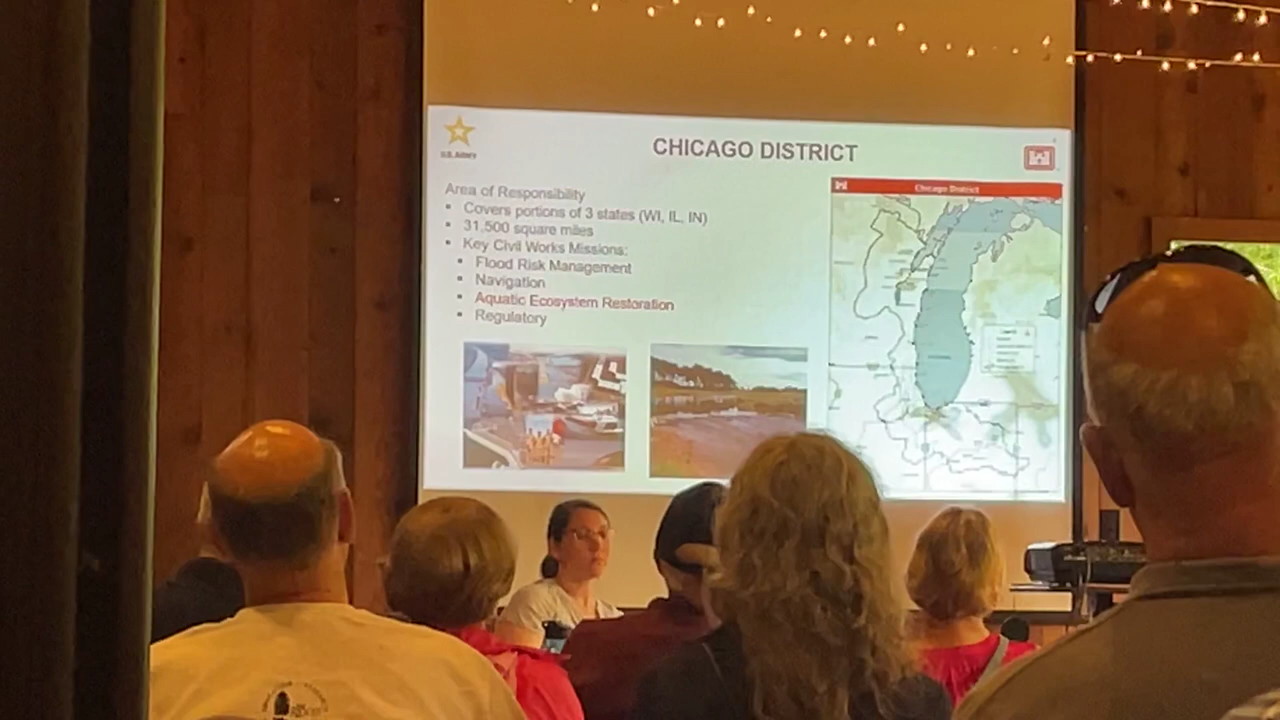 U.S. ARMY
CHICAGO DISTRICT
Area of Responsibility
▪ Covers portions of 3 states (WI, IL, IN)
▪ 31,500 square miles
▪ Key Civil Works Missions:
▪ Flood Risk Management
▪ Navigation
▪ Aquatic Ecosystem Restoration
▪ Regulatory
Chicago District